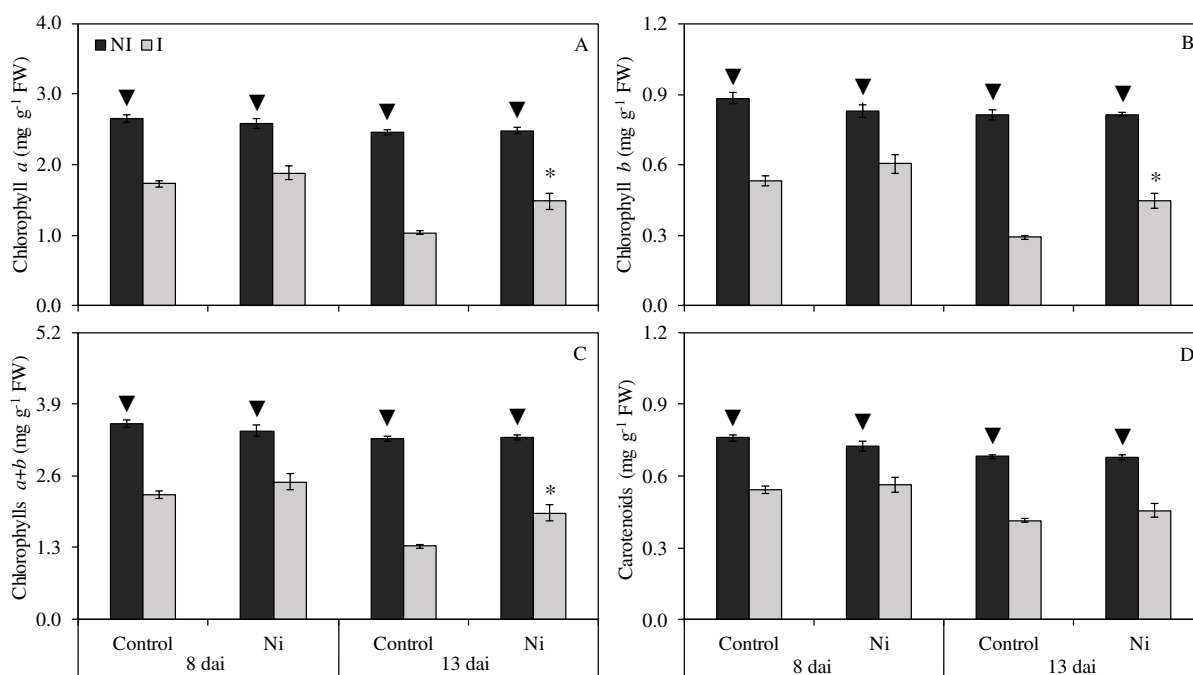 4.0
3.0
2.0
1.0
0.0
Chlorophyll a (mg g⁻¹ FW)
NI I
A
*
1.2
0.9
0.6
0.3
0.0
Chlorophyll b (mg g⁻¹ FW)
B
*
5.2
3.9
2.6
1.3
0.0
Chlorophylls a+b (mg g⁻¹ FW)
C
*
Control Ni Control Ni
8 dai 13 dai
1.2
0.9
0.6
0.3
0.0
Carotenoids (mg g⁻¹ FW)
D
Control Ni Control Ni
8 dai 13 dai